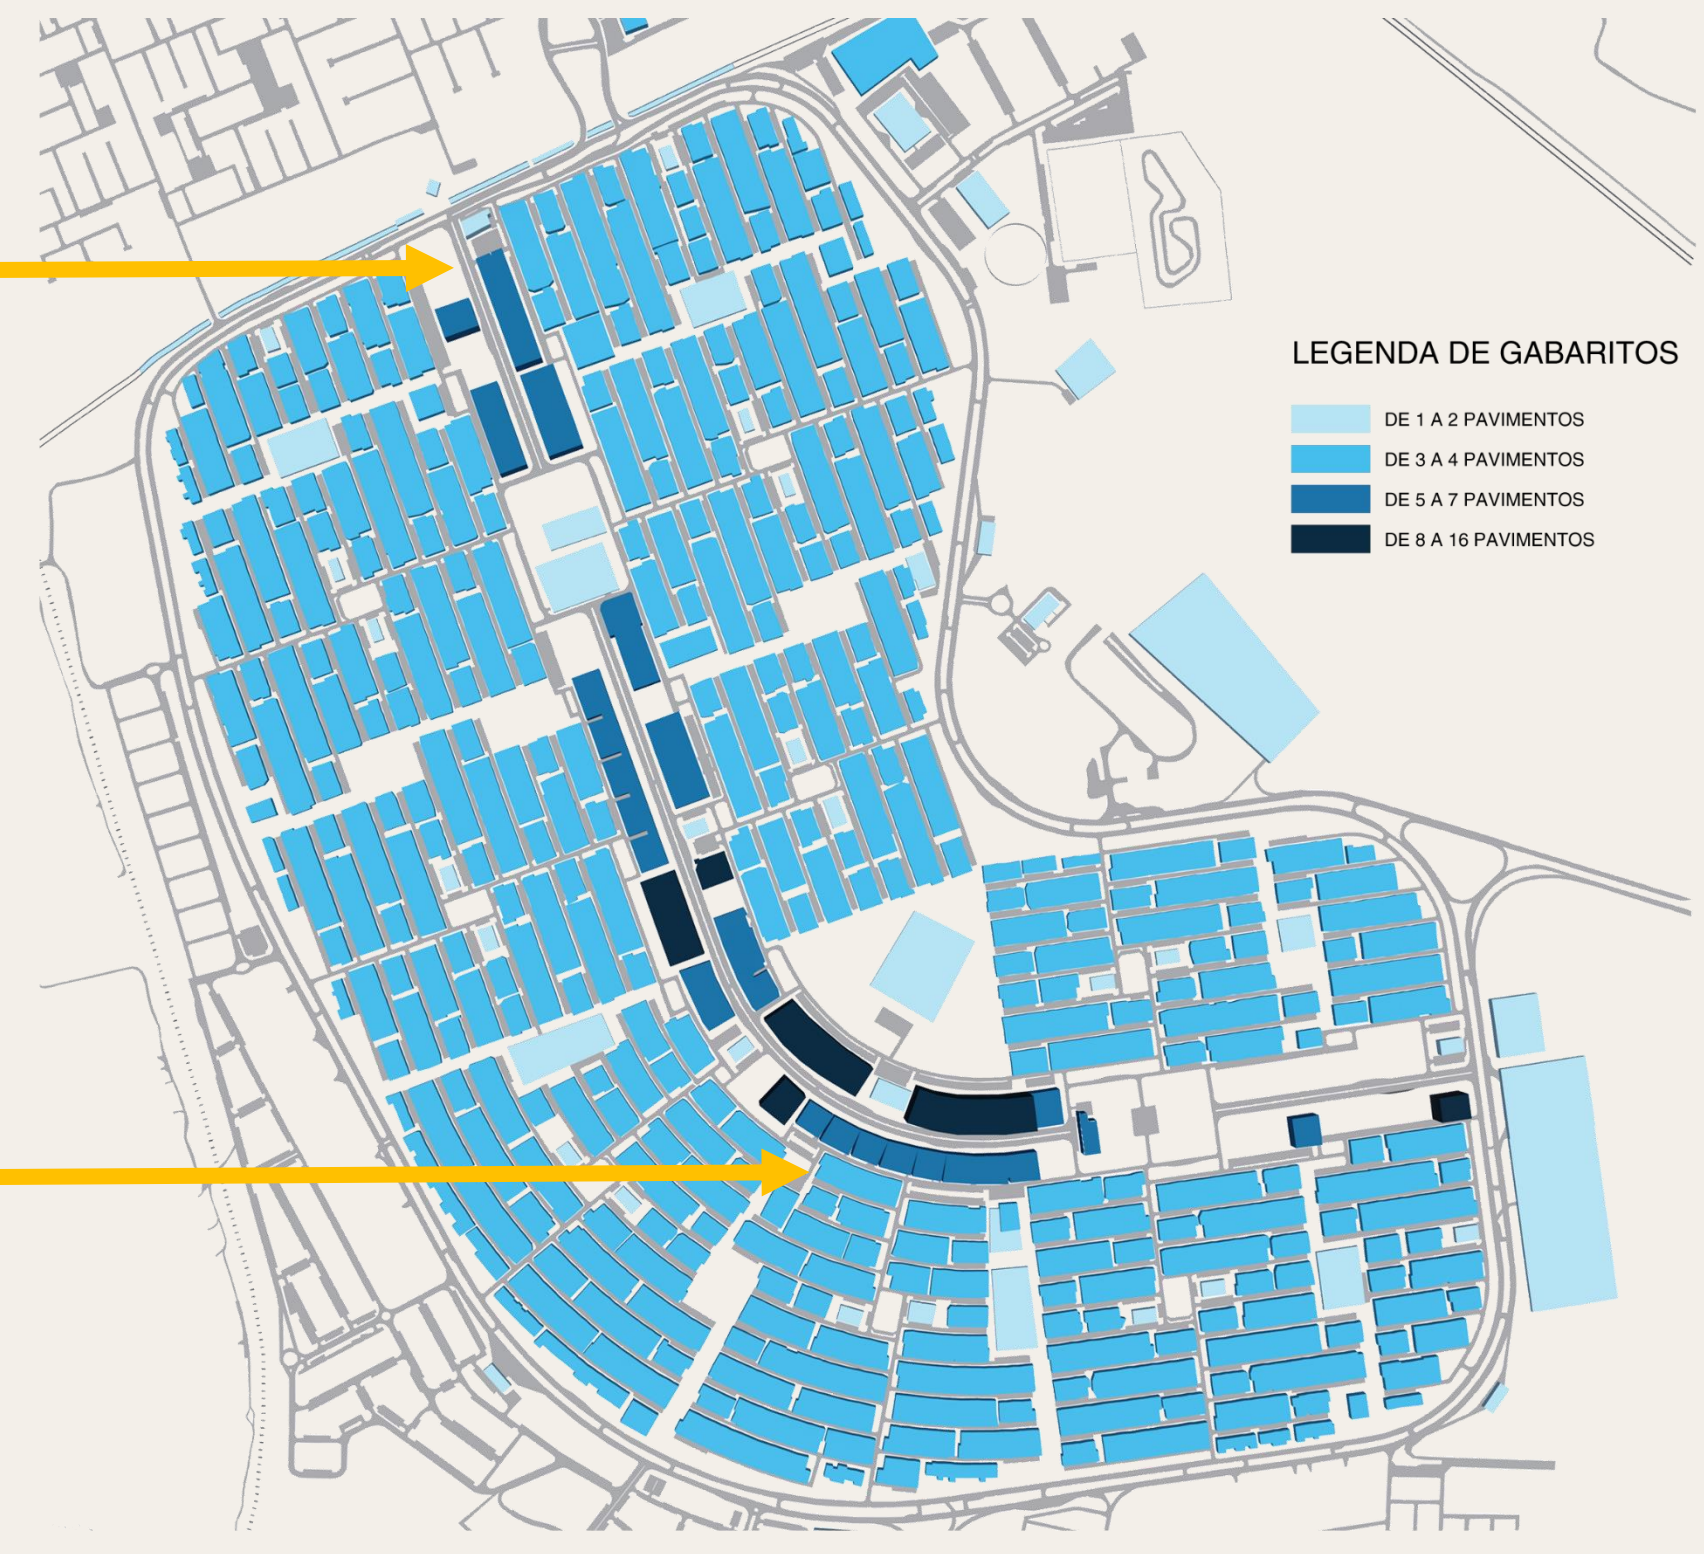 LEGENDA DE GABARITOS
DE 1 A 2 PAVIMENTOS
DE 3 A 4 PAVIMENTOS
DE 5 A 7 PAVIMENTOS
DE 8 A 16 PAVIMENTOS